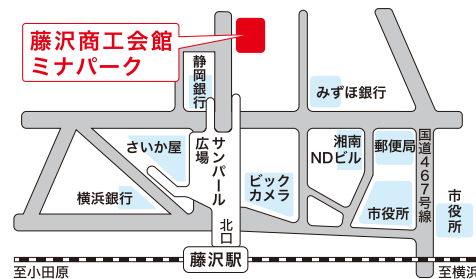 藤沢商工会館
ミナパーク
静岡銀行
みずほ銀行
さいか屋
サンパール
広場
湘南
NDビル
郵便局
国道467号線
横浜銀行
ビック
カメラ
市役所
市役所
北口
藤沢駅
至小田原
至横浜